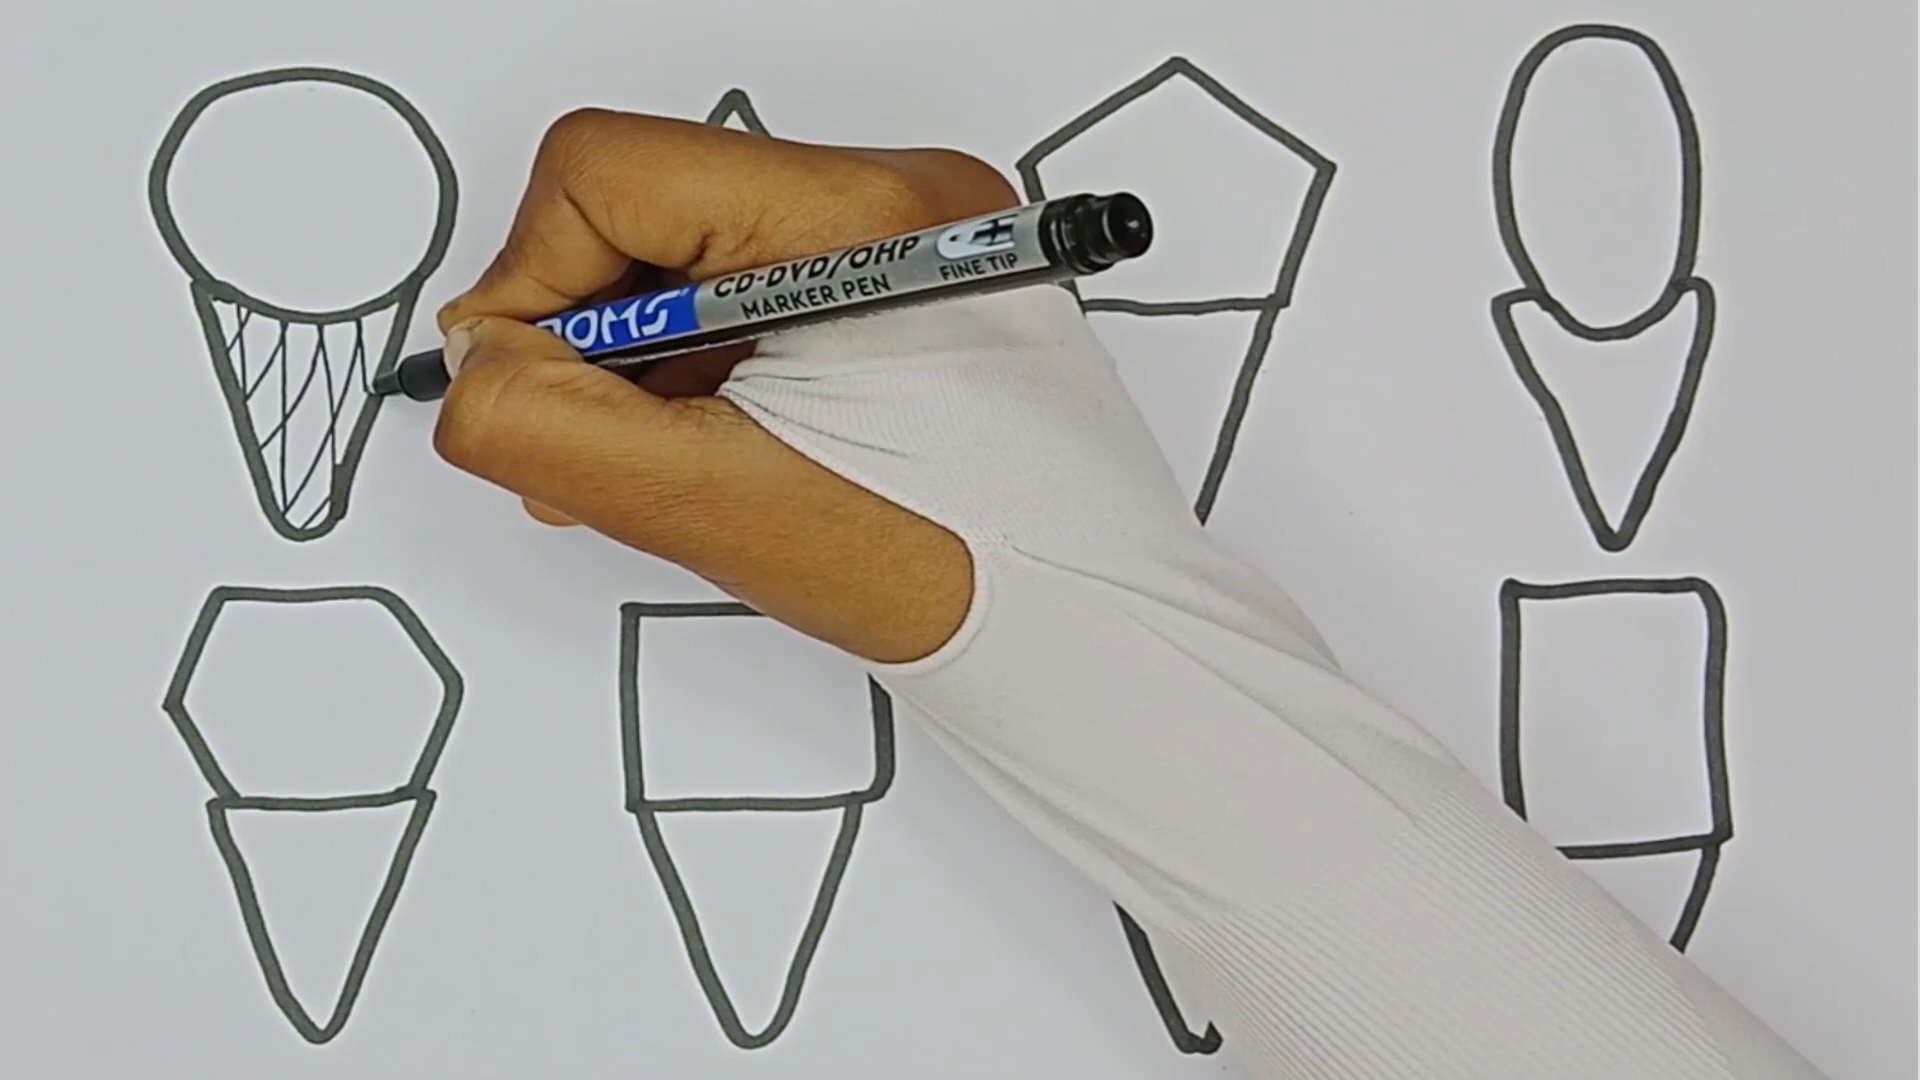 OMS
CD-DVD/OHP
MARKER PEN
FINE TIP